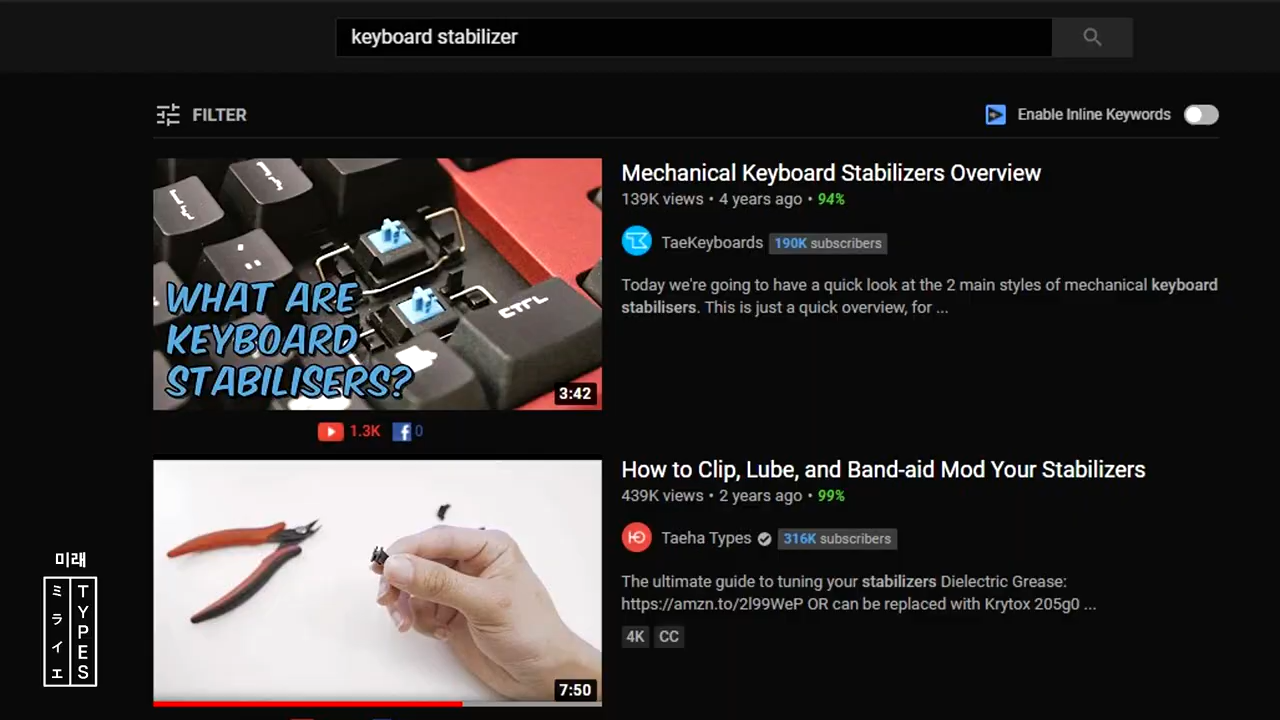 keyboard stabilizer
FILTER
Enable Inline Keywords
Mechanical Keyboard Stabilizers Overview
139K views • 4 years ago • 94%
TaeKeyboards 190K subscribers
Today we're going to have a quick look at the 2 main styles of mechanical keyboard
stabilisers. This is just a quick overview, for ...
WHAT ARE
KEYBOARD
STABILISERS?
CTRL
3:42
1.3K 0
How to Clip, Lube, and Band-aid Mod Your Stabilizers
439K views • 2 years ago • 99%
Taeha Types 316K subscribers
The ultimate guide to tuning your stabilizers Dielectric Grease:
https://amzn.to/2l99WeP OR can be replaced with Krytox 205g0 ...
4K CC
7:50
미래
ミライエ
TYPES